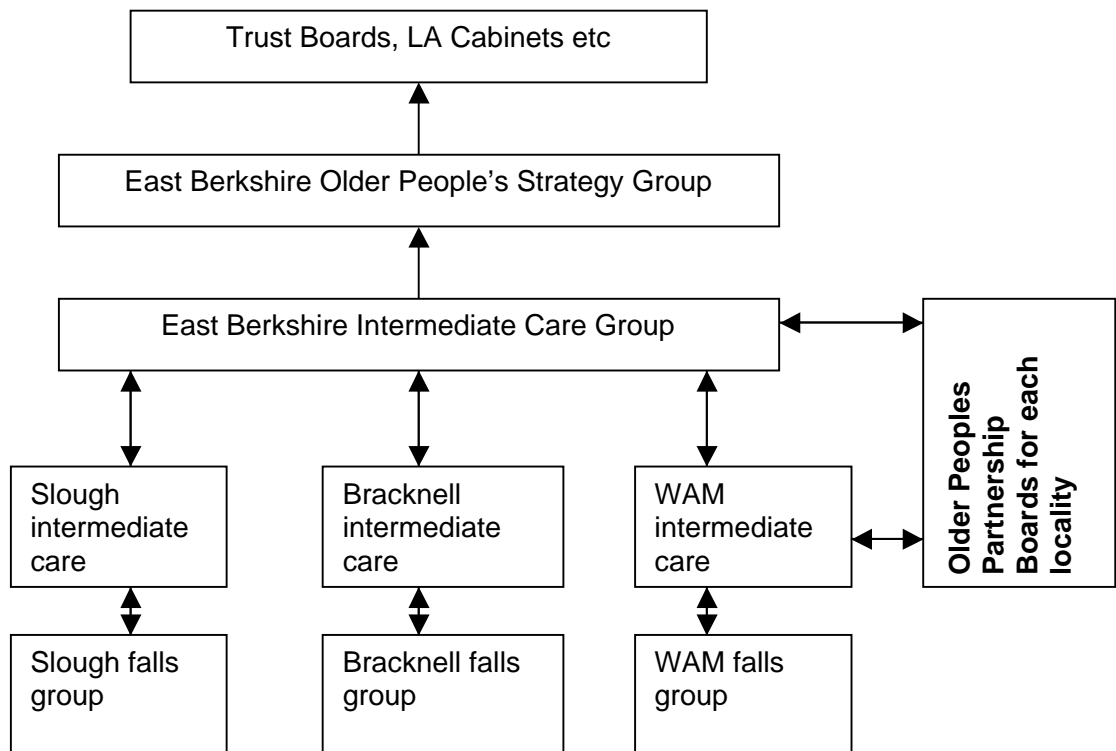 Trust Boards, LA Cabinets etc
East Berkshire Older People's Strategy Group
East Berkshire Intermediate Care Group
Older Peoples
Partnership
Boards for each
locality
Slough
intermediate
care
Bracknell
intermediate
care
WAM
intermediate
care
Slough falls
group
Bracknell falls
group
WAM falls
group